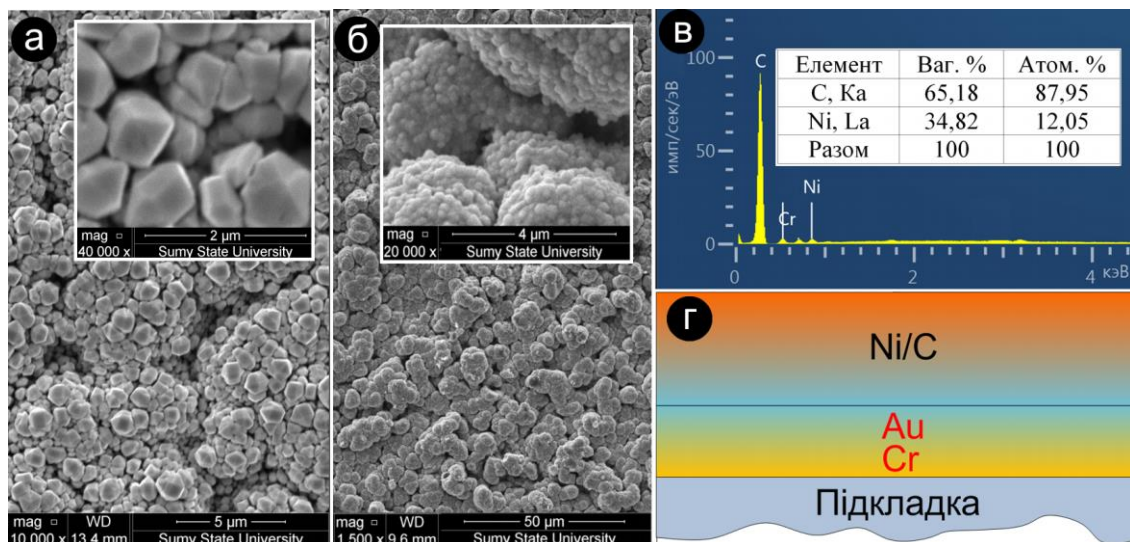 а
2 µm
mag
40 000 x
Sumy State University
mag
WD
5 µm
10 000 x
13.4 mm
Sumy State University
б
4 µm
mag
20 000 x
Sumy State University
mag
WD
50 µm
1 500 x
9.6 mm
Sumy State University
в
имп/сек/эВ
100
50
0
C
Cr
Ni
Елемент Ваг. % Атом. %
C, Ka 65,18 87,95
Ni, La 34,82 12,05
Разом 100 100
0 2 4
кэВ
г
Ni/C
Au
Cr
Підкладка